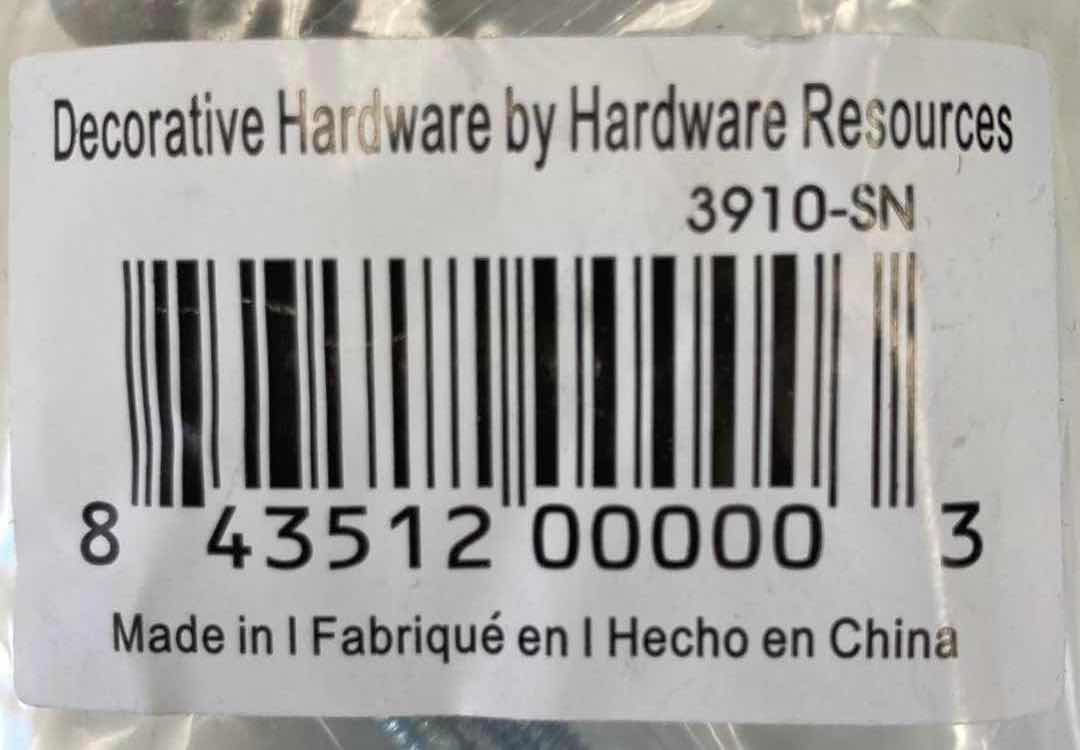 Decorative Hardware by Hardware Resources
3910-SN
8 43512 00000 3
Made in | Fabriqué en | Hecho en China